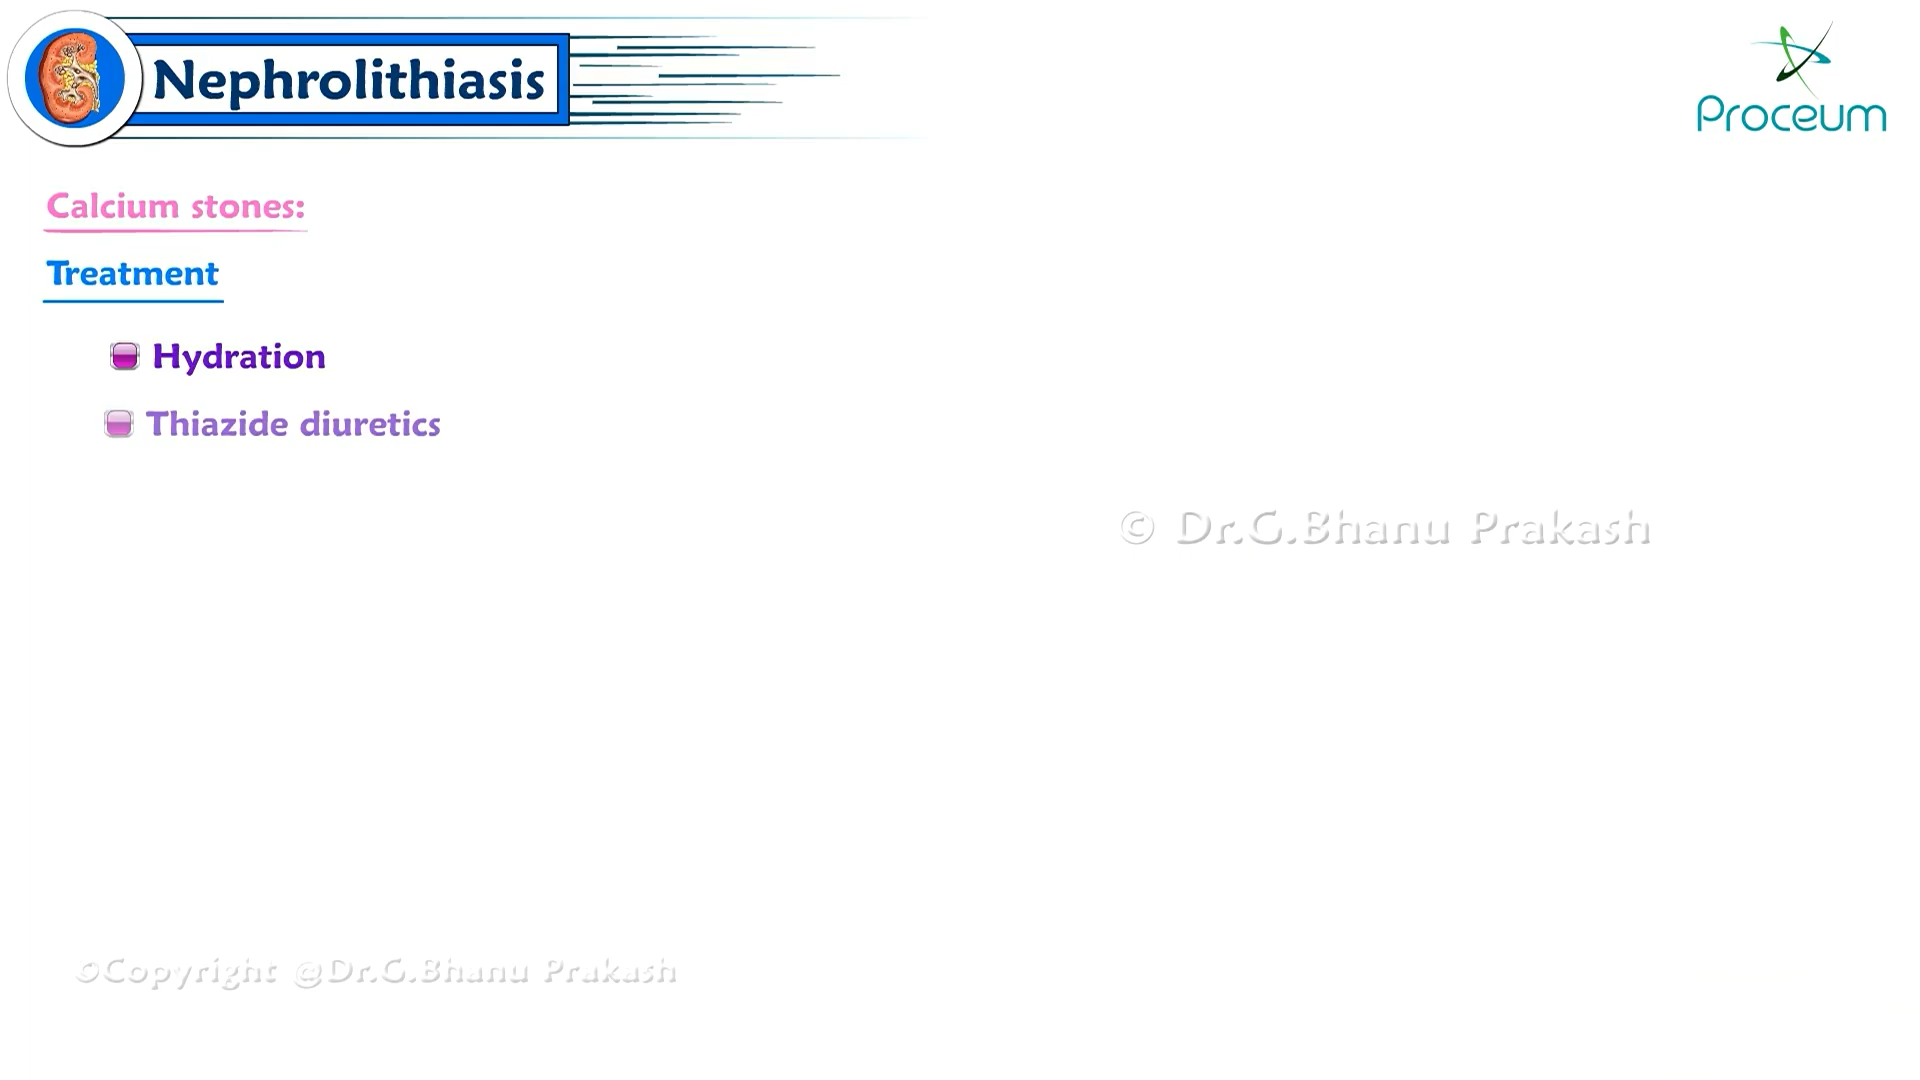 Nephrolithiasis
Proceum
Calcium stones:
Treatment
Hydration
Thiazide diuretics
© Dr.G.Bhanu Prakash
©Copyright @Dr.G.Bhanu Prakash